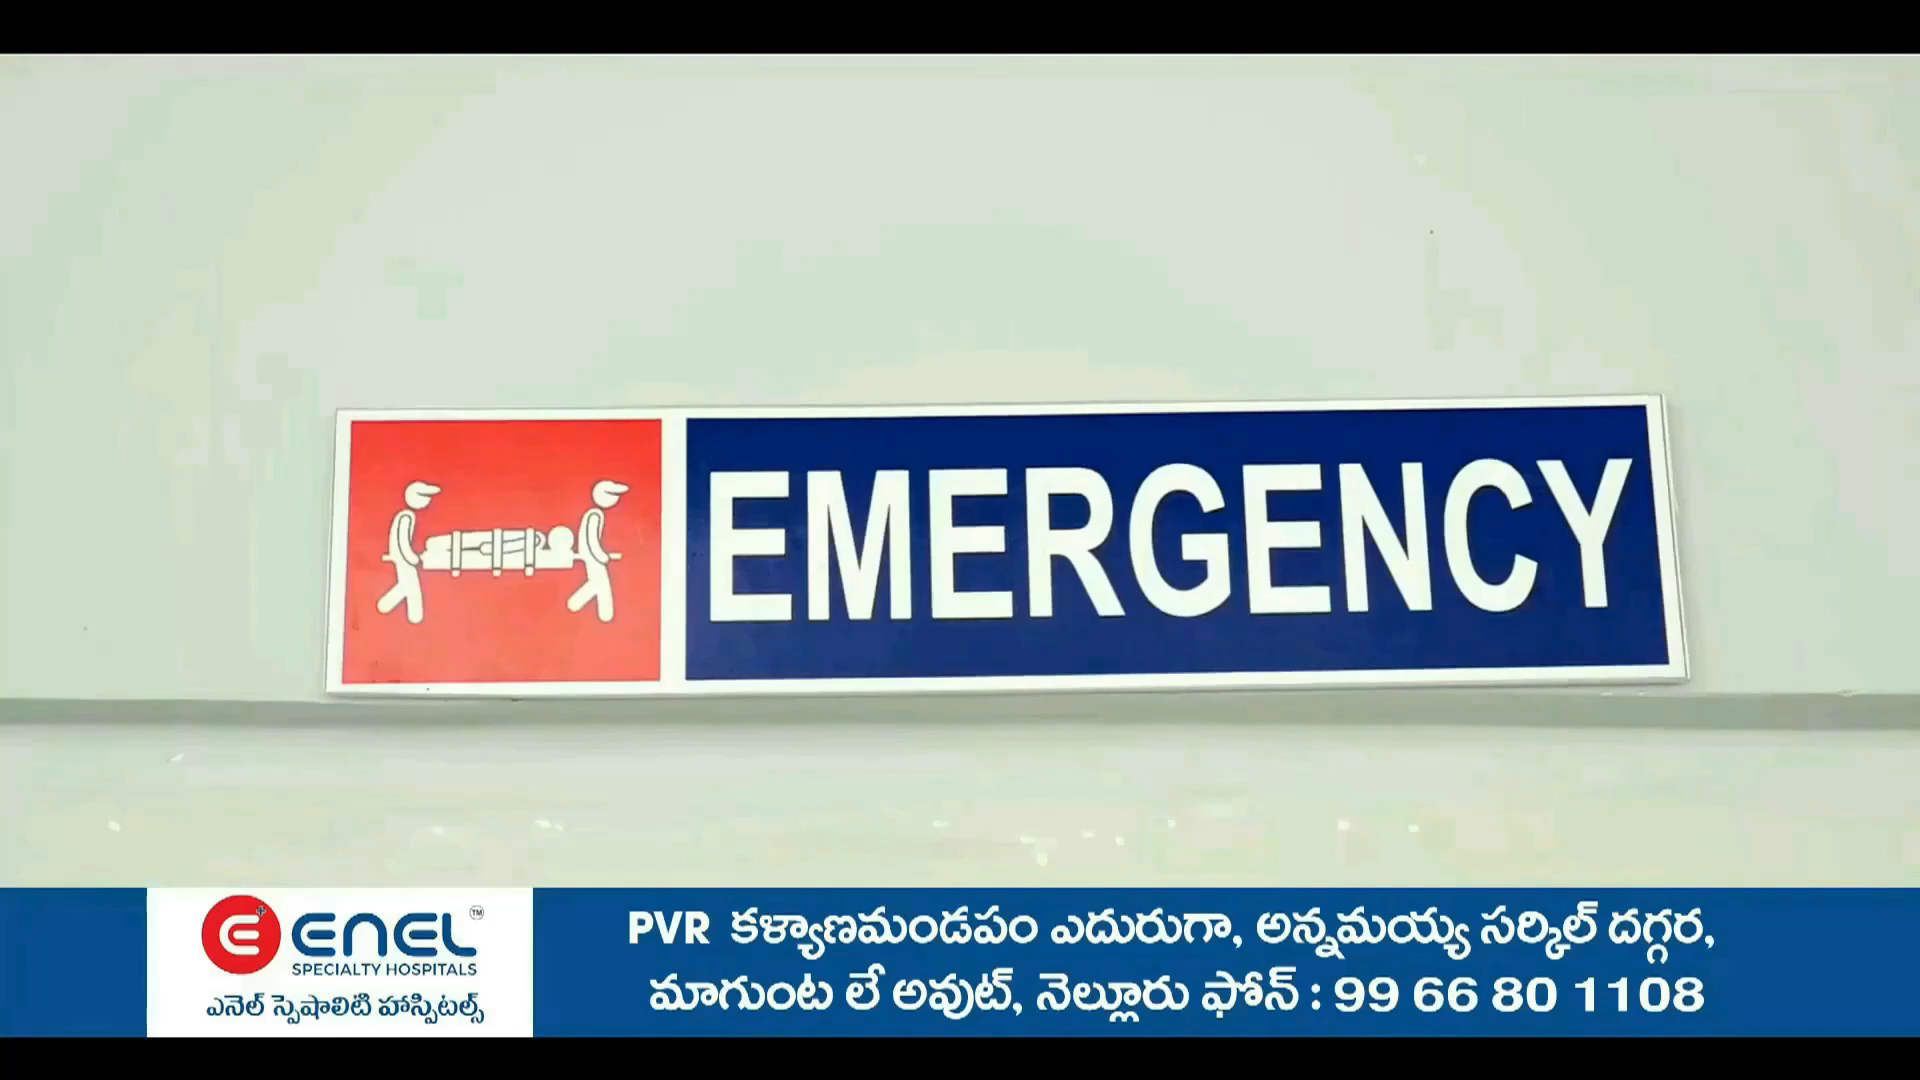 EMERGENCY
ENEL™
SPECIALTY HOSPITALS
ఎనెల్ స్పెషాలిటి హాస్పిటల్స్
PVR కళ్యాణమండపం ఎదురుగా, అన్నమయ్య సర్కిల్ దగ్గర,
మాగుంట లే అవుట్, నెల్లూరు ఫోన్ : 99 66 80 1108